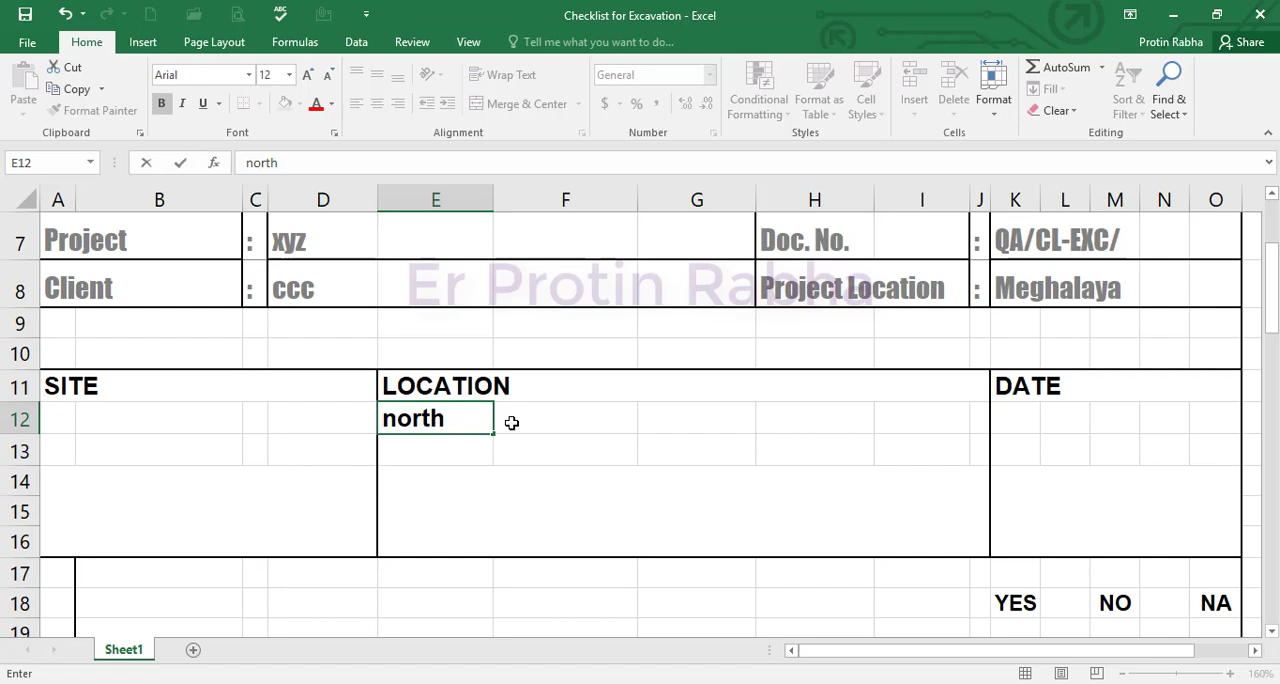 Checklist for Excavation - Excel
File Home Insert Page Layout Formulas Data Review View Tell me what you want to do... Protin Rabha Share
Cut Arial 12 Wrap Text General AutoSum
Copy Fill
Paste Format Painter B I U Merge & Center $ % Conditional Formatting Format as Table Cell Styles Insert Delete Format Clear Sort & Filter Find & Select
Clipboard Font Alignment Number Styles Cells Editing
E12 fx north
A B C D E F G H I J K L M N O
7 Project : xyz Doc. No. : QA/CL-EXC/
Er Protin Rabha
8 Client : ccc Project Location : Meghalaya
9
10
11 SITE LOCATION DATE
12 north
13
14
15
16
17
18 YES NO NA
19
Sheet1
Enter 160%